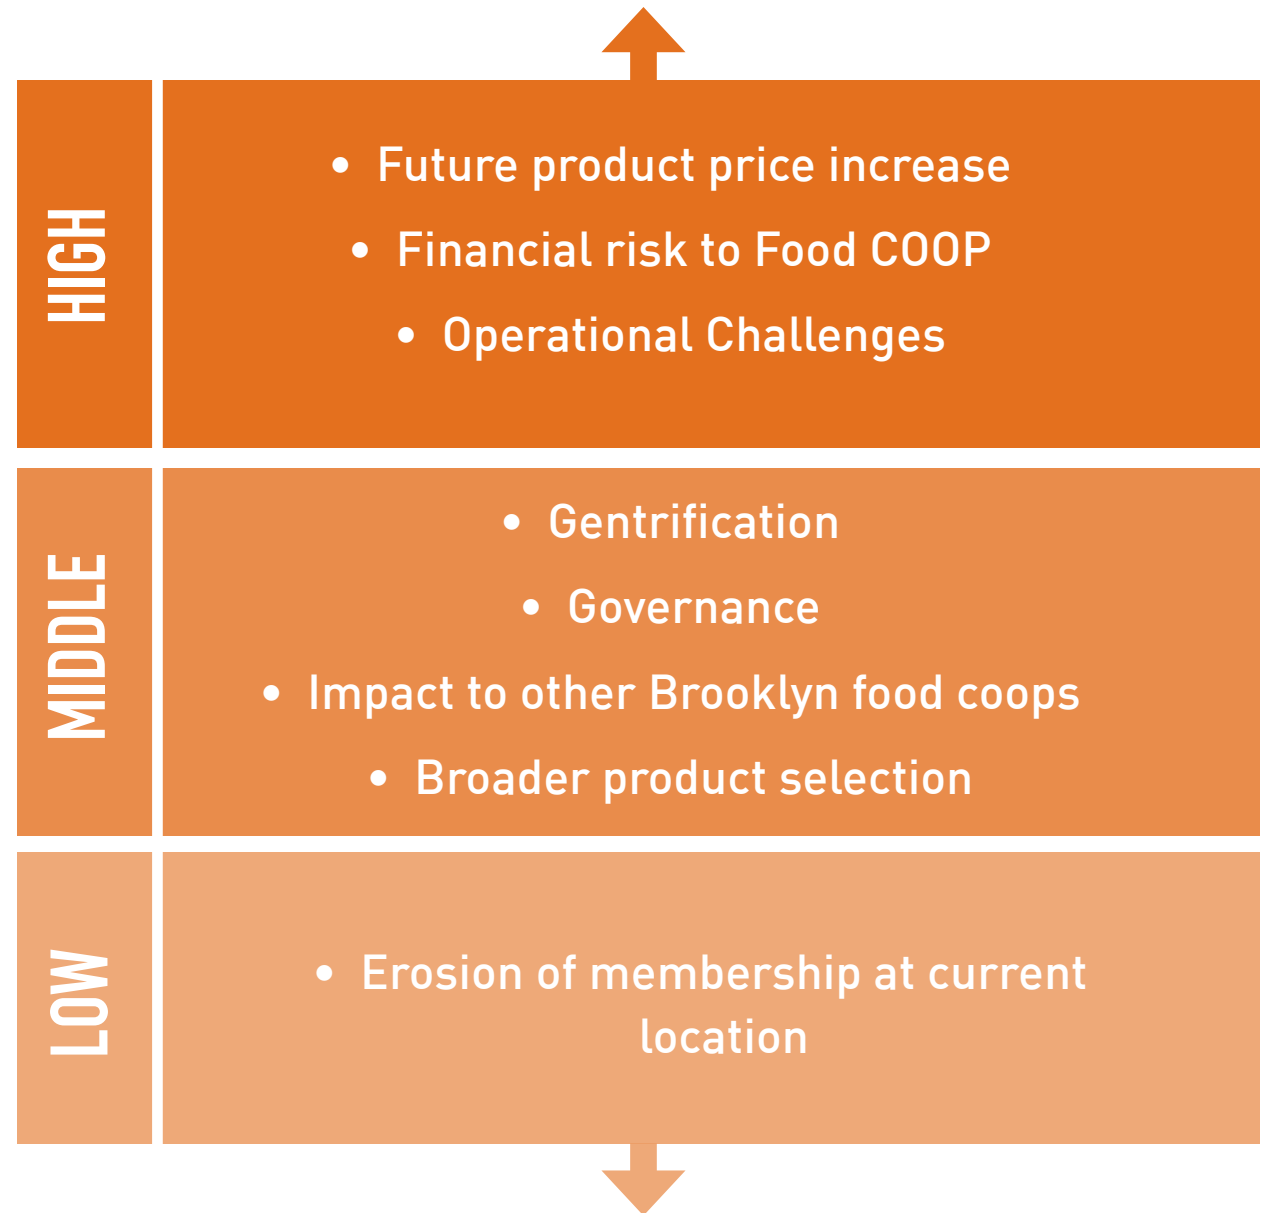 HIGH
• Future product price increase
• Financial risk to Food COOP
• Operational Challenges
MIDDLE
• Gentrification
• Governance
• Impact to other Brooklyn food coops
• Broader product selection
LOW
• Erosion of membership at current
location